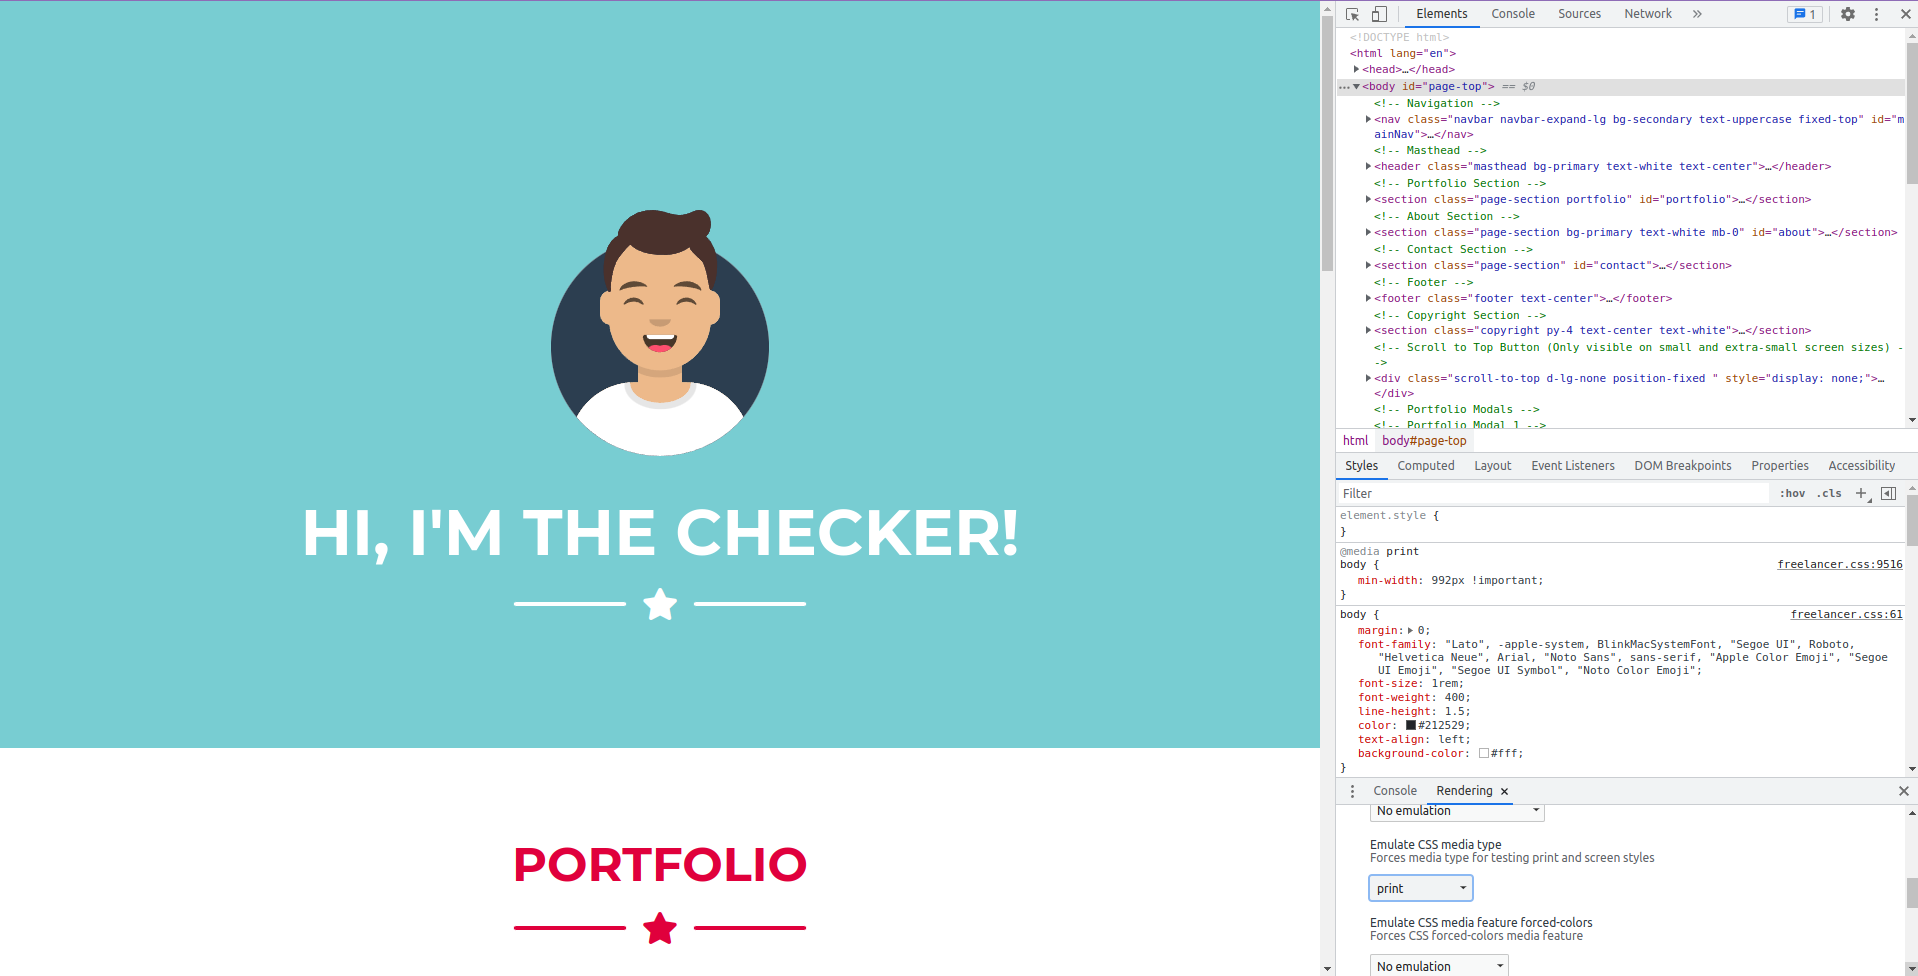 HI, I'M THE CHECKER!
PORTFOLIO
Elements Console Sources Network » 1
<!DOCTYPE html>
<html lang="en">
<head>…</head>
<body id="page-top"> == $0
<!-- Navigation -->
<nav class="navbar navbar-expand-lg bg-secondary text-uppercase fixed-top" id="m
ainNav">…</nav>
<!-- Masthead -->
<header class="masthead bg-primary text-white text-center">…</header>
<!-- Portfolio Section -->
<section class="page-section portfolio" id="portfolio">…</section>
<!-- About Section -->
<section class="page-section bg-primary text-white mb-0" id="about">…</section>
<!-- Contact Section -->
<section class="page-section" id="contact">…</section>
<!-- Footer -->
<footer class="footer text-center">…</footer>
<!-- Copyright Section -->
<section class="copyright py-4 text-center text-white">…</section>
<!-- Scroll to Top Button (Only visible on small and extra-small screen sizes) -
->
<div class="scroll-to-top d-lg-none position-fixed " style="display: none;">…
</div>
<!-- Portfolio Modals -->
<!-- Portfolio Modal 1 -->
html body#page-top
Styles Computed Layout Event Listeners DOM Breakpoints Properties Accessibility
Filter :hov .cls +
element.style {
}
@media print
body { freelancer.css:9516
min-width: 992px !important;
}
body { freelancer.css:61
margin: 0;
font-family: "Lato", -apple-system, BlinkMacSystemFont, "Segoe UI", Roboto,
"Helvetica Neue", Arial, "Noto Sans", sans-serif, "Apple Color Emoji", "Segoe
UI Emoji", "Segoe UI Symbol", "Noto Color Emoji";
font-size: 1rem;
font-weight: 400;
line-height: 1.5;
color: #212529;
text-align: left;
background-color: #fff;
}
Console Rendering
No emulation
Emulate CSS media type
Forces media type for testing print and screen styles
print
Emulate CSS media feature forced-colors
Forces CSS forced-colors media feature
No emulation